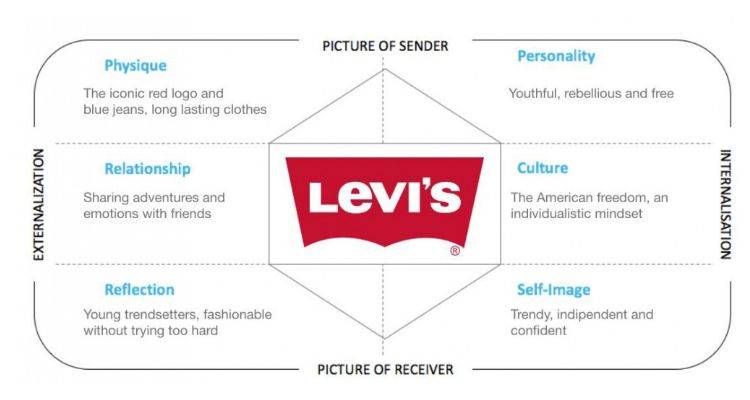 PICTURE OF SENDER
Physique
The iconic red logo and
blue jeans, long lasting clothes
Personality
Youthful, rebellious and free
EXTERNALIZATION
Relationship
Sharing adventures and
emotions with friends
LEVI'S
®
Culture
The American freedom, an
individualistic mindset
INTERNALISATION
Reflection
Young trendsetters, fashionable
without trying too hard
Self-Image
Trendy, indipendent and
confident
PICTURE OF RECEIVER